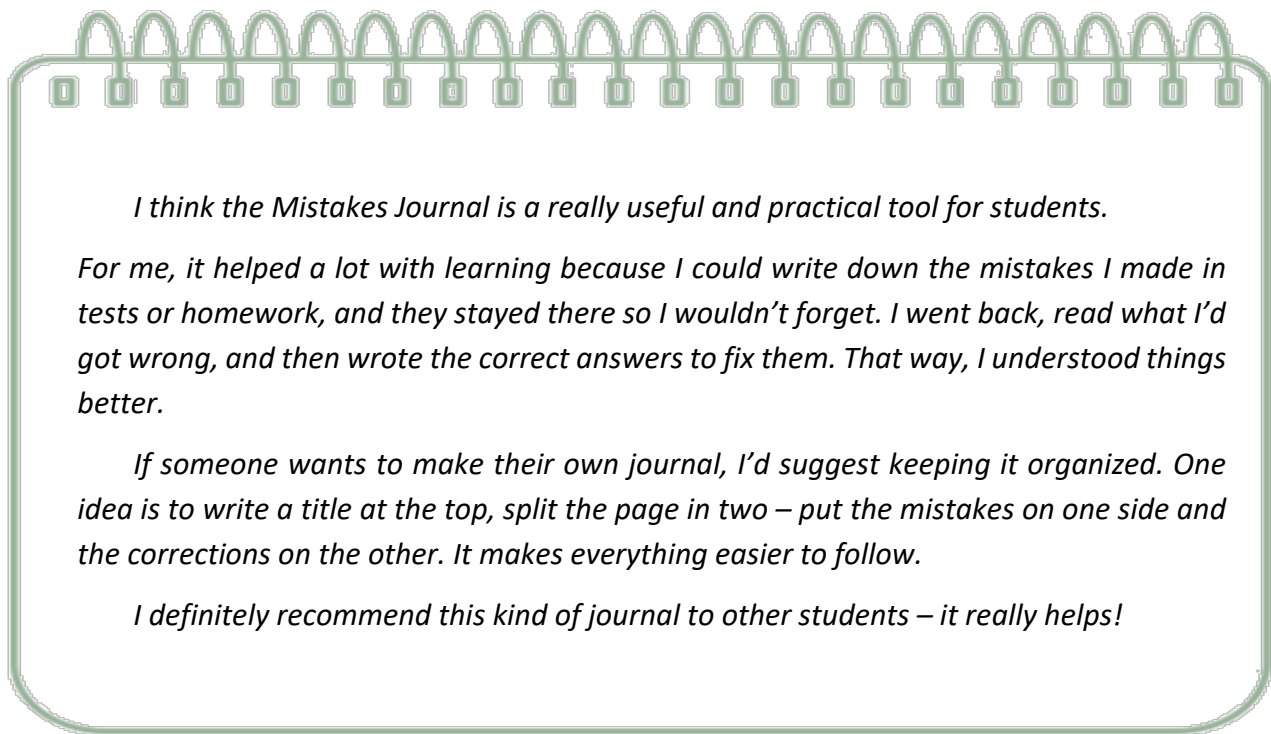 I think the Mistakes Journal is a really useful and practical tool for students.
For me, it helped a lot with learning because I could write down the mistakes I made in
tests or homework, and they stayed there so I wouldn’t forget. I went back, read what I’d
got wrong, and then wrote the correct answers to fix them. That way, I understood things
better.
If someone wants to make their own journal, I’d suggest keeping it organized. One
idea is to write a title at the top, split the page in two – put the mistakes on one side and
the corrections on the other. It makes everything easier to follow.
I definitely recommend this kind of journal to other students – it really helps!